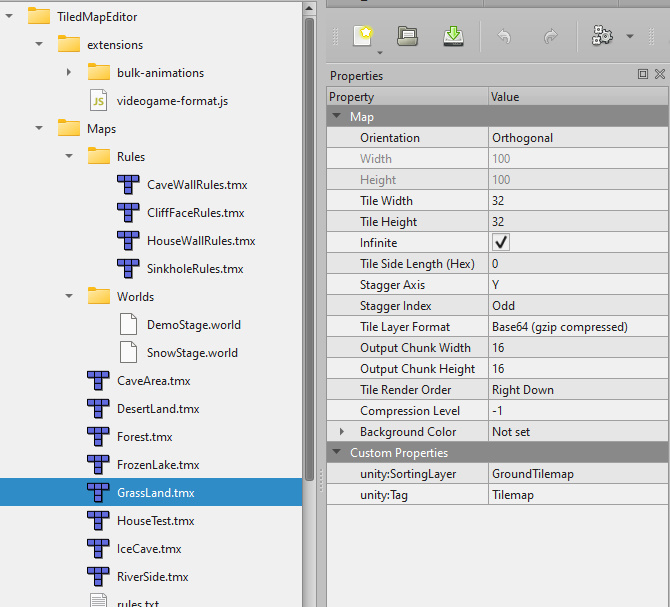 TiledMapEditor
extensions
bulk-animations
JS videogame-format.js
Maps
Rules
CaveWallRules.tmx
CliffFaceRules.tmx
HouseWallRules.tmx
SinkholeRules.tmx
Worlds
DemoStage.world
SnowStage.world
CaveArea.tmx
DesertLand.tmx
Forest.tmx
FrozenLake.tmx
GrassLand.tmx
HouseTest.tmx
IceCave.tmx
RiverSide.tmx
rules.txt
Properties
Property Value
Map
Orientation Orthogonal
Width 100
Height 100
Tile Width 32
Tile Height 32
Infinite
Tile Side Length (Hex) 0
Stagger Axis Y
Stagger Index Odd
Tile Layer Format Base64 (gzip compressed)
Output Chunk Width 16
Output Chunk Height 16
Tile Render Order Right Down
Compression Level -1
Background Color Not set
Custom Properties
unity:SortingLayer GroundTilemap
unity:Tag Tilemap